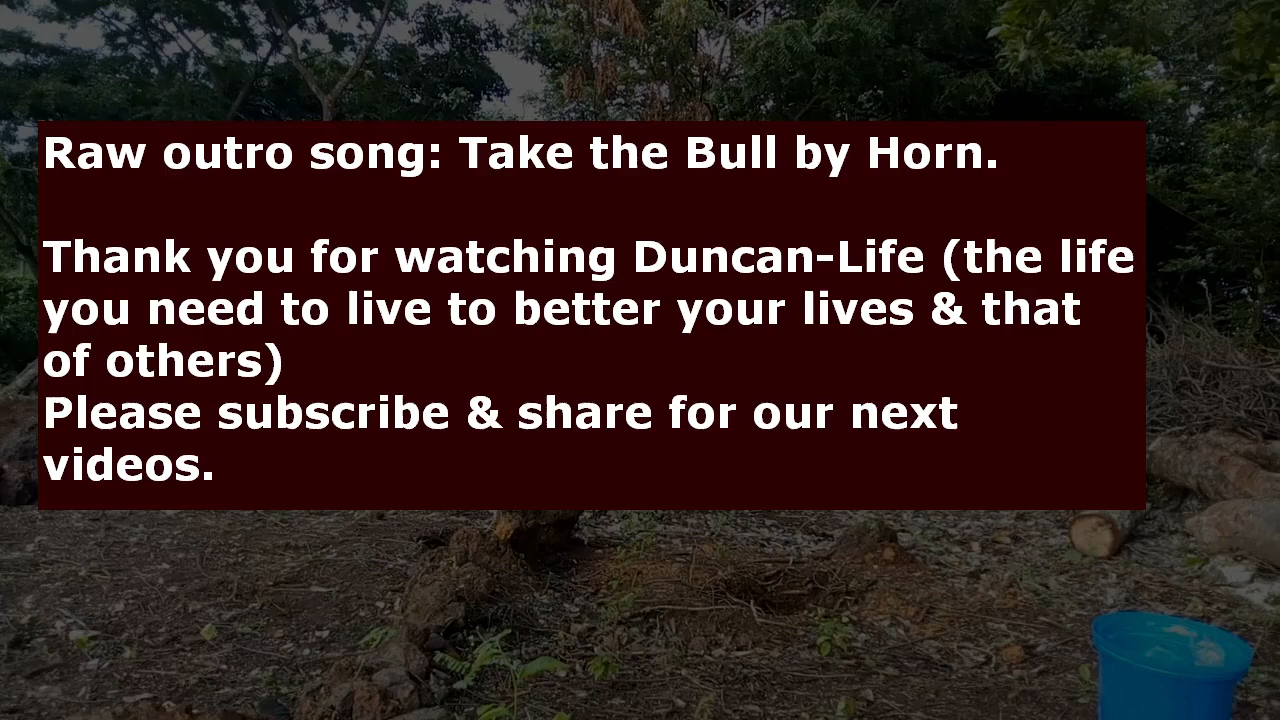 Raw outro song: Take the Bull by Horn.
Thank you for watching Duncan-Life (the life
you need to live to better your lives & that
of others)
Please subscribe & share for our next
videos.